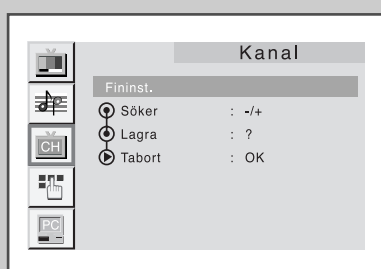 Kanal
Fininst.
Söker : -/+
Lagra : ?
CH
Tabort : OK
PC